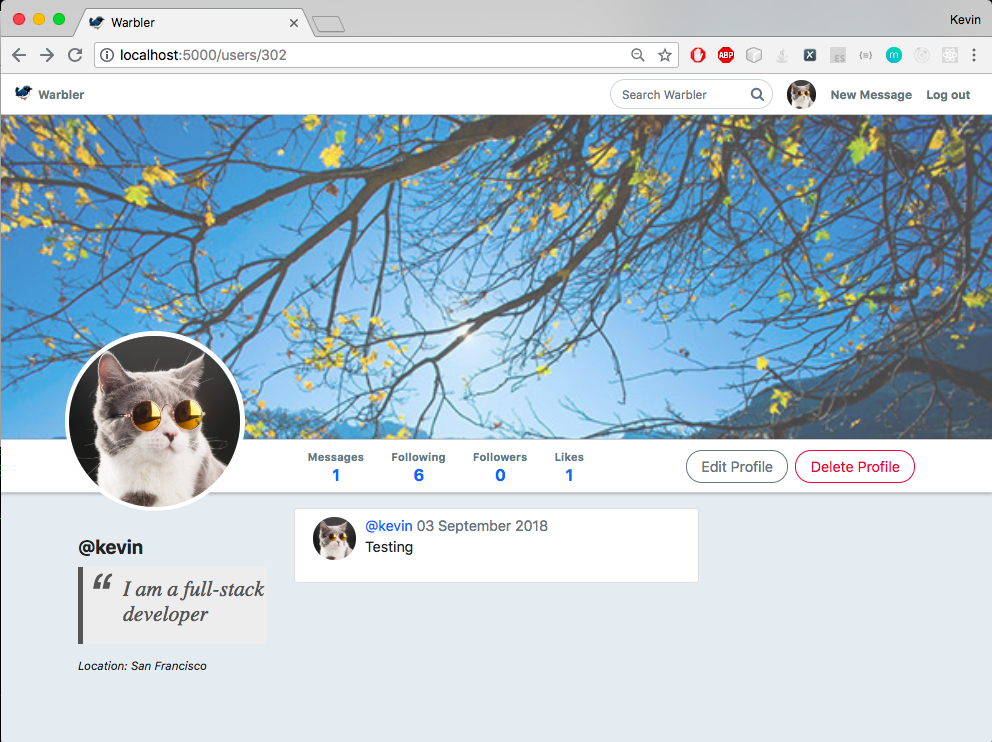 Warbler
Kevin
localhost:5000/users/302
ABP
X
ES
{≡}
m
Warbler
Search Warbler
New Message
Log out
Messages
1
Following
6
Followers
0
Likes
1
Edit Profile
Delete Profile
@kevin 03 September 2018
Testing
@kevin
“ I am a full-stack
developer
Location: San Francisco